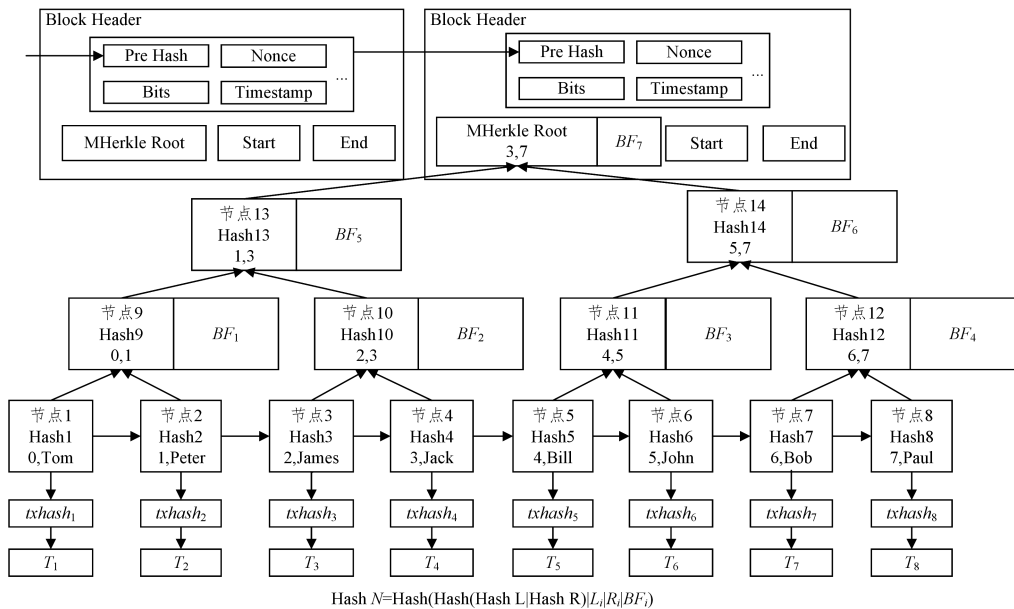 Block Header
Pre Hash
Nonce
...
Bits
Timestamp
MHerkle Root
Start
End
Block Header
Pre Hash
Nonce
...
Bits
Timestamp
MHerkle Root
3,7
BF₇
Start
End
节点13
Hash13
1,3
BF₅
节点14
Hash14
5,7
BF₆
节点9
Hash9
0,1
BF₁
节点10
Hash10
2,3
BF₂
节点11
Hash11
4,5
BF₃
节点12
Hash12
6,7
BF₄
节点1
Hash1
0,Tom
节点2
Hash2
1,Peter
节点3
Hash3
2,James
节点4
Hash4
3,Jack
节点5
Hash5
4,Bill
节点6
Hash6
5,John
节点7
Hash7
6,Bob
节点8
Hash8
7,Paul
txhash₁
txhash₂
txhash₃
txhash₄
txhash₅
txhash₆
txhash₇
txhash₈
T₁
T₂
T₃
T₄
T₅
T₆
T₇
T₈
Hash N=Hash(Hash(Hash L|Hash R)|Lᵢ|Rᵢ|BFᵢ)